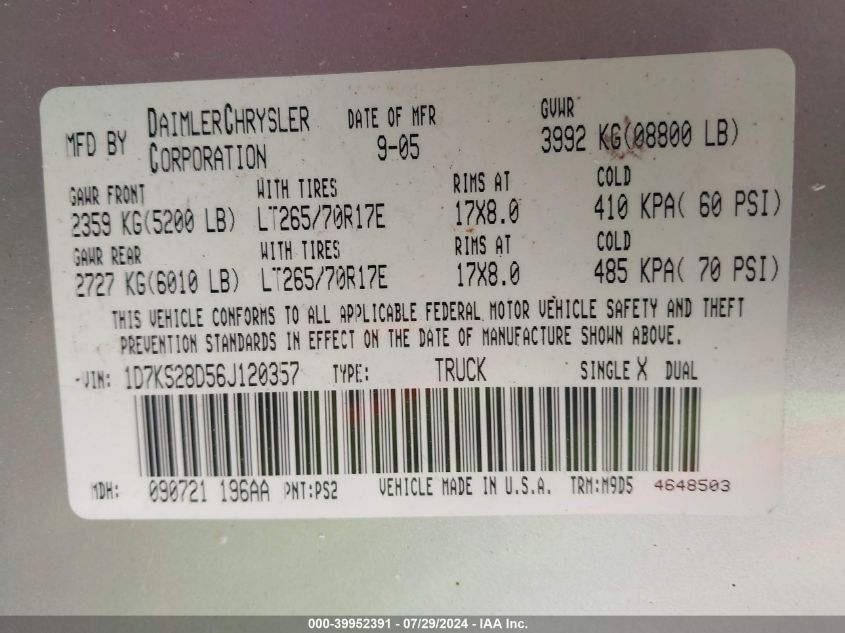 MFD BY DAIMLERCHRYSLER CORPORATION DATE OF MFR 9-05 GVWR 3992 KG(08800 LB)
GAWR FRONT WITH TIRES RIMS AT COLD
2359 KG(5200 LB) LT265/70R17E 17X8.0 410 KPA( 60 PSI)
GAWR REAR WITH TIRES RIMS AT COLD
2727 KG(6010 LB) LT265/70R17E 17X8.0 485 KPA( 70 PSI)
THIS VEHICLE CONFORMS TO ALL APPLICABLE FEDERAL MOTOR VEHICLE SAFETY AND THEFT
PREVENTION STANDARDS IN EFFECT ON THE DATE OF MANUFACTURE SHOWN ABOVE.
VIN: 1D7KS28D56J120357 TYPE: TRUCK SINGLE X DUAL
MDH: 090721 196AA PNT:PS2 VEHICLE MADE IN U.S.A. TRM:M9D5 4648503
000-39952391 - 07/29/2024 - IAA Inc.